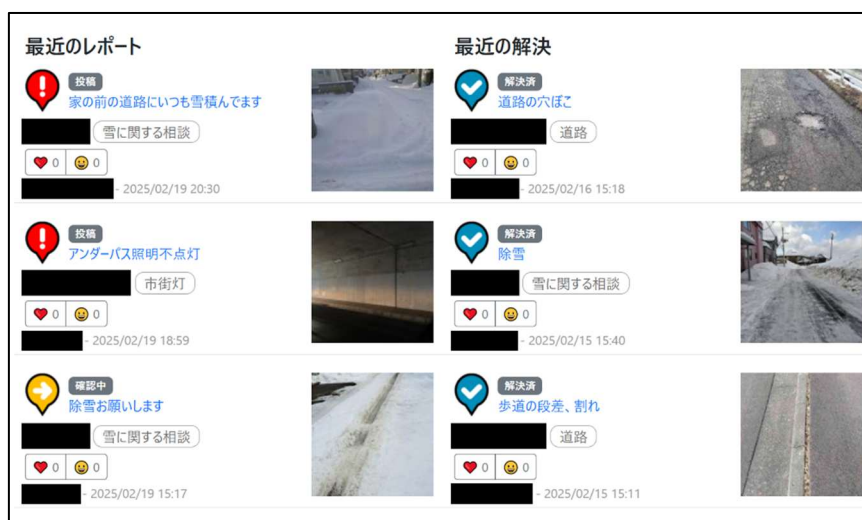 最近のレポート
投稿
家の前の道路にいつも雪積んでます
雪に関する相談
0 0
- 2025/02/19 20:30
投稿
アンダーパス照明不点灯
市街灯
0 0
- 2025/02/19 18:59
確認中
除雪お願いします
雪に関する相談
0 0
- 2025/02/19 15:17
最近の解決
解決済
道路の穴ぼこ
道路
0 0
- 2025/02/16 15:18
解決済
除雪
雪に関する相談
0 0
- 2025/02/15 15:40
解決済
歩道の段差、割れ
道路
0 0
- 2025/02/15 15:11